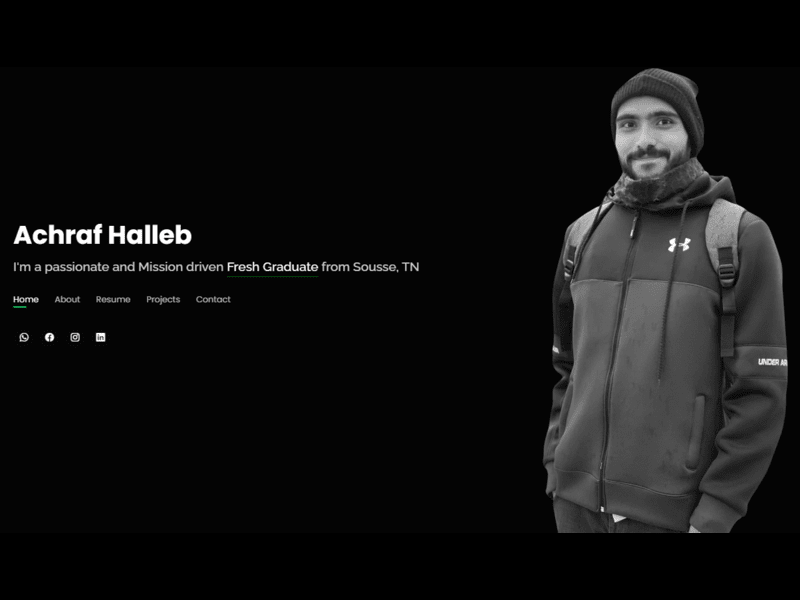 Achraf Halleb
I'm a passionate and Mission driven Fresh Graduate from Sousse, TN
Home About Resume Projects Contact
UNDER AR